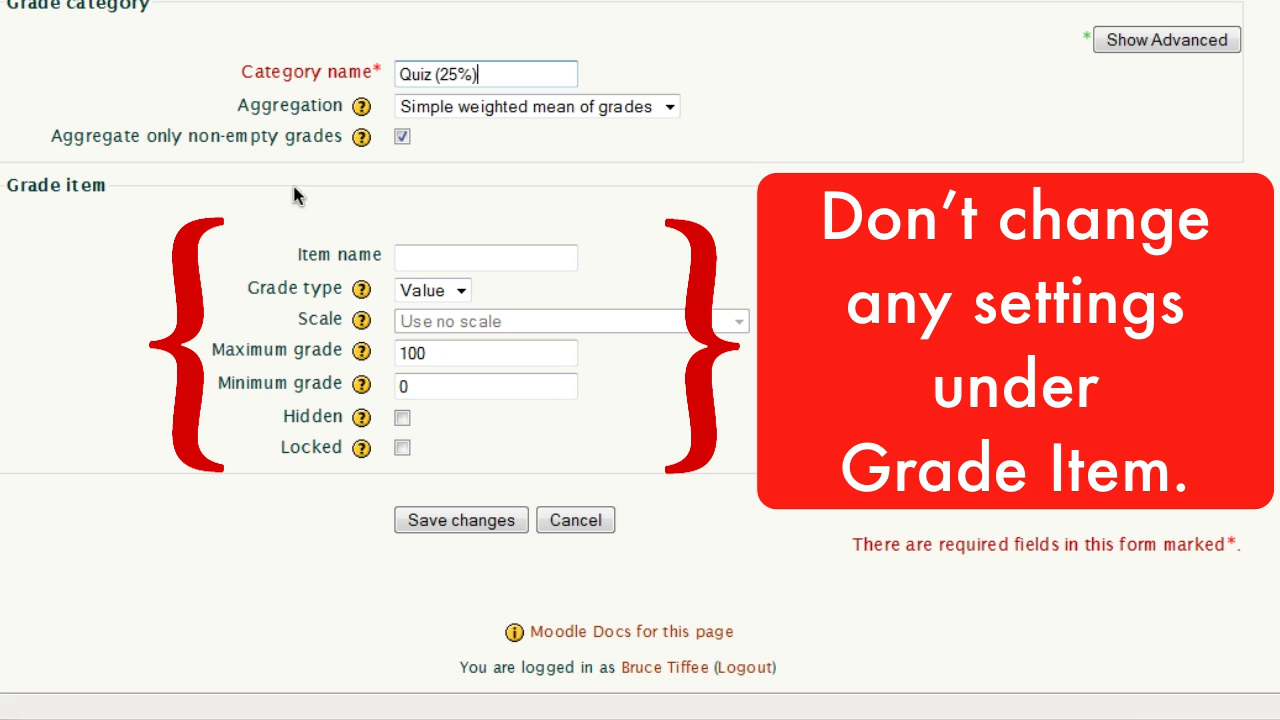 Grade category
* Show Advanced
Category name* Quiz (25%)
Aggregation ? Simple weighted mean of grades
Aggregate only non-empty grades ?
Grade item
Item name
Grade type ? Value
Scale ? Use no scale
Maximum grade ? 100
Minimum grade ? 0
Hidden ?
Locked ?
Don't change
any settings
under
Grade Item.
Save changes Cancel
There are required fields in this form marked*.
i Moodle Docs for this page
You are logged in as Bruce Tiffee (Logout)